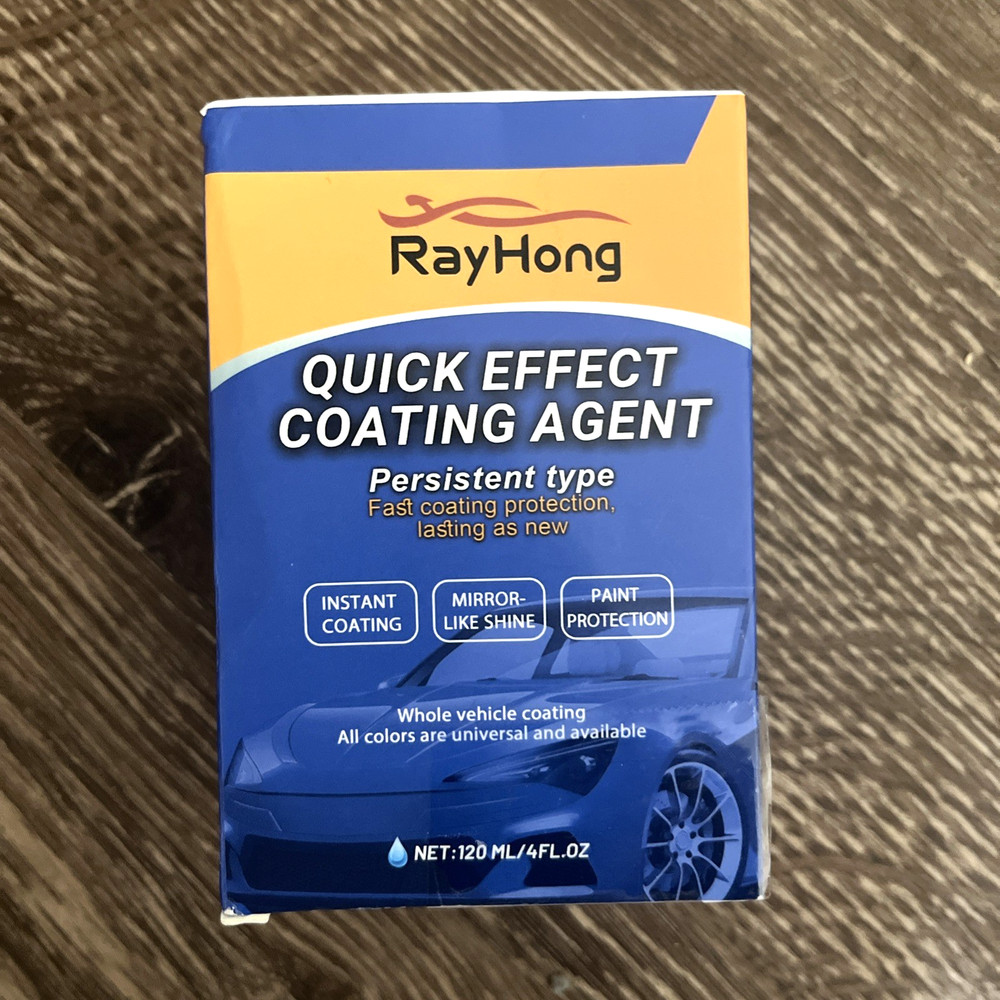 RayHong
QUICK EFFECT
COATING AGENT
Persistent type
Fast coating protection,
lasting as new
INSTANT
COATING
MIRROR-
LIKE SHINE
PAINT
PROTECTION
Whole vehicle coating
All colors are universal and available
NET:120 ML/4FL.OZ